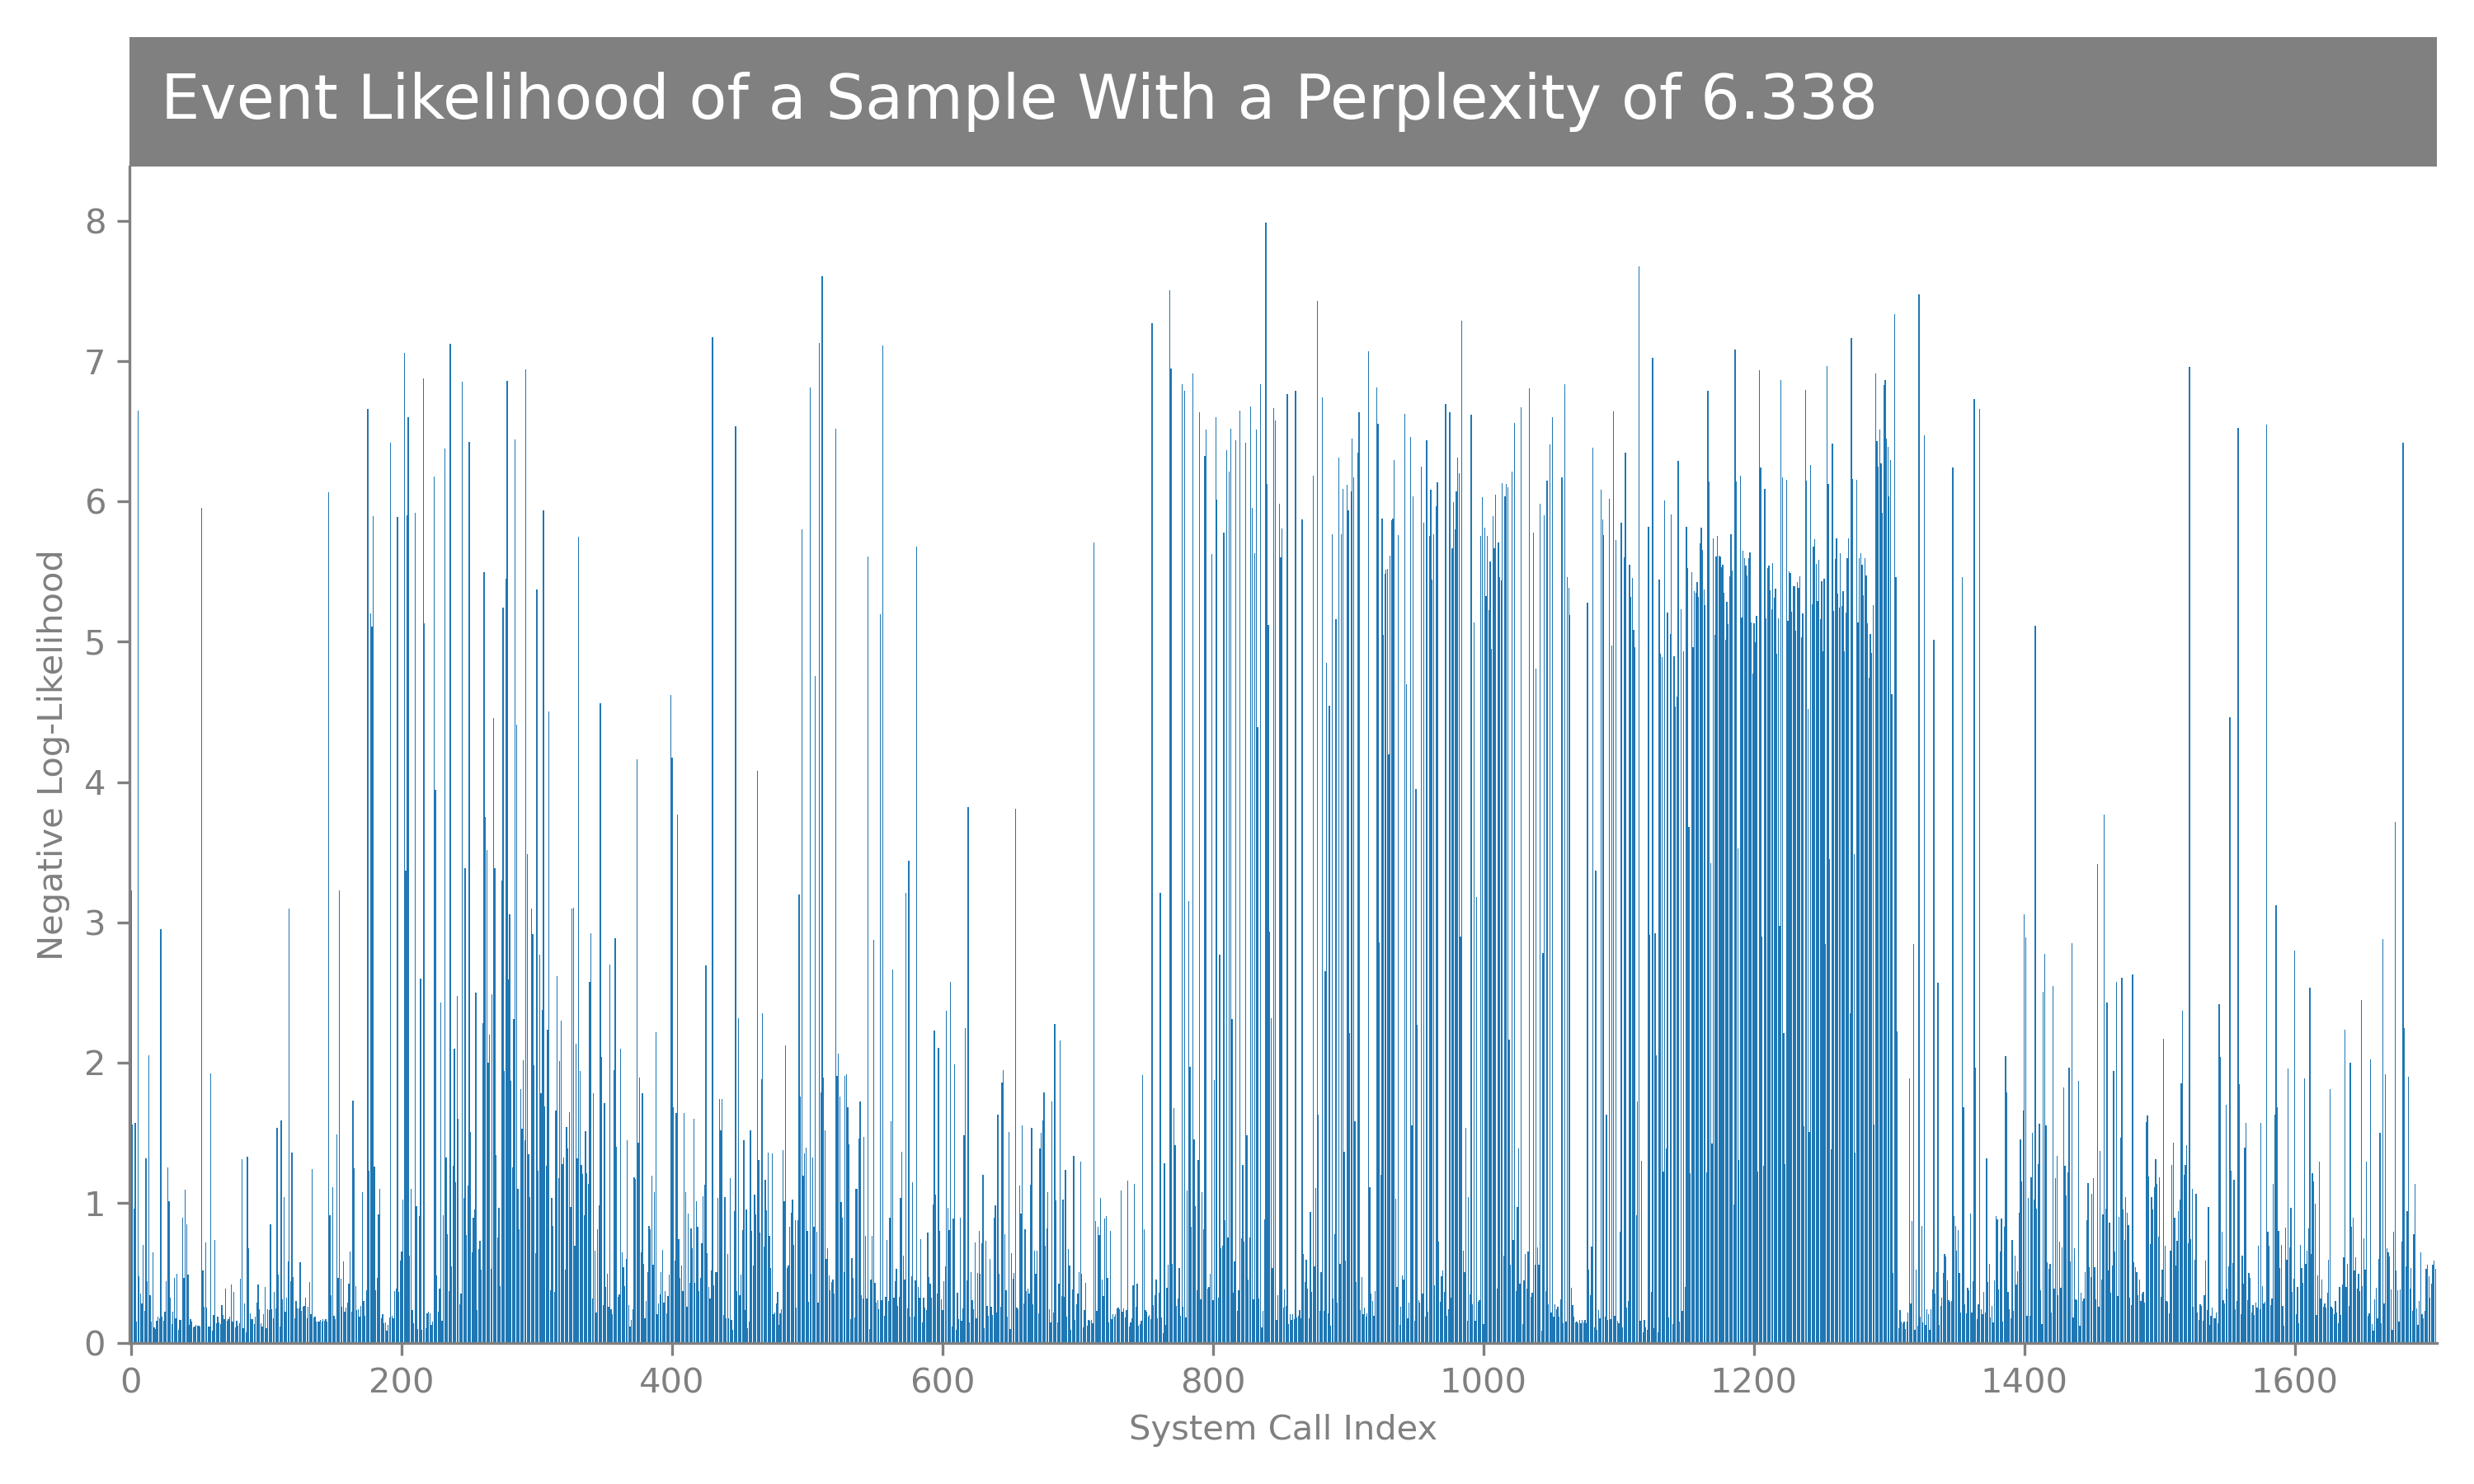 Event Likelihood of a Sample With a Perplexity of 6.338
8
7
6
5
4
3
2
1
0
Negative Log-Likelihood
0 200 400 600 800 1000 1200 1400 1600
System Call Index